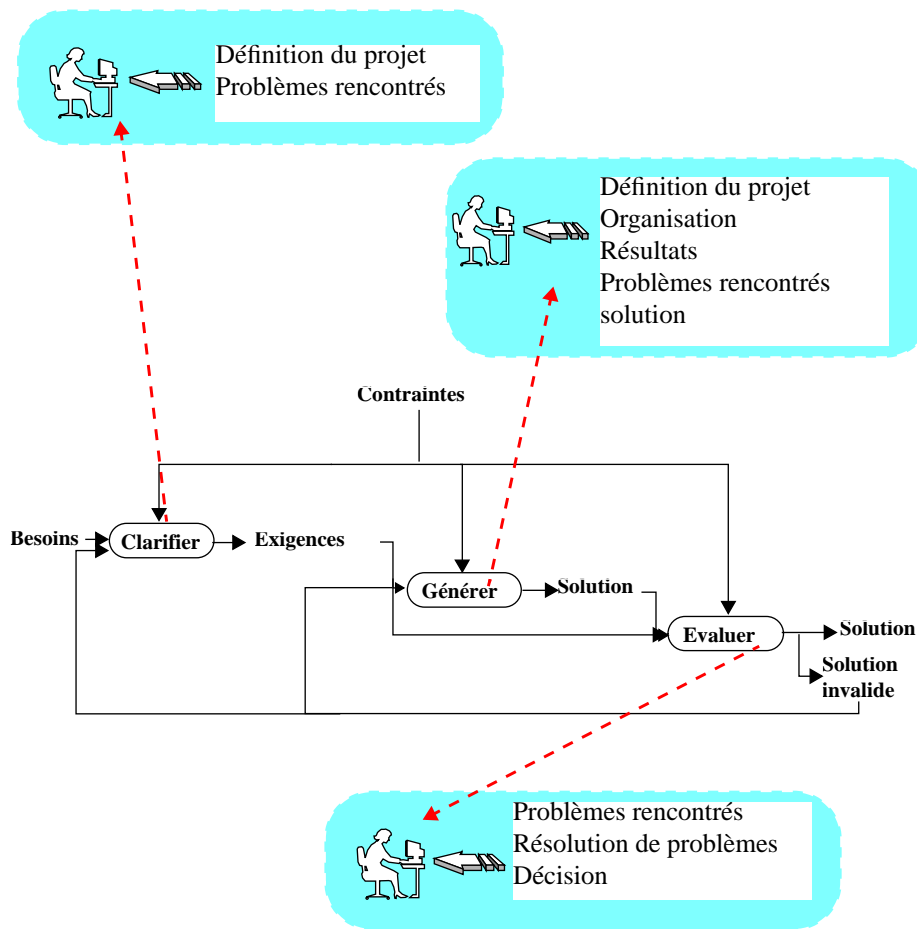 Définition du projet
Problèmes rencontrés
Définition du projet
Organisation
Résultats
Problèmes rencontrés
solution
Contraintes
Besoins
Clarifier
Exigences
Générer
Solution
Evaluer
Solution
Solution
invalide
Problèmes rencontrés
Résolution de problèmes
Décision